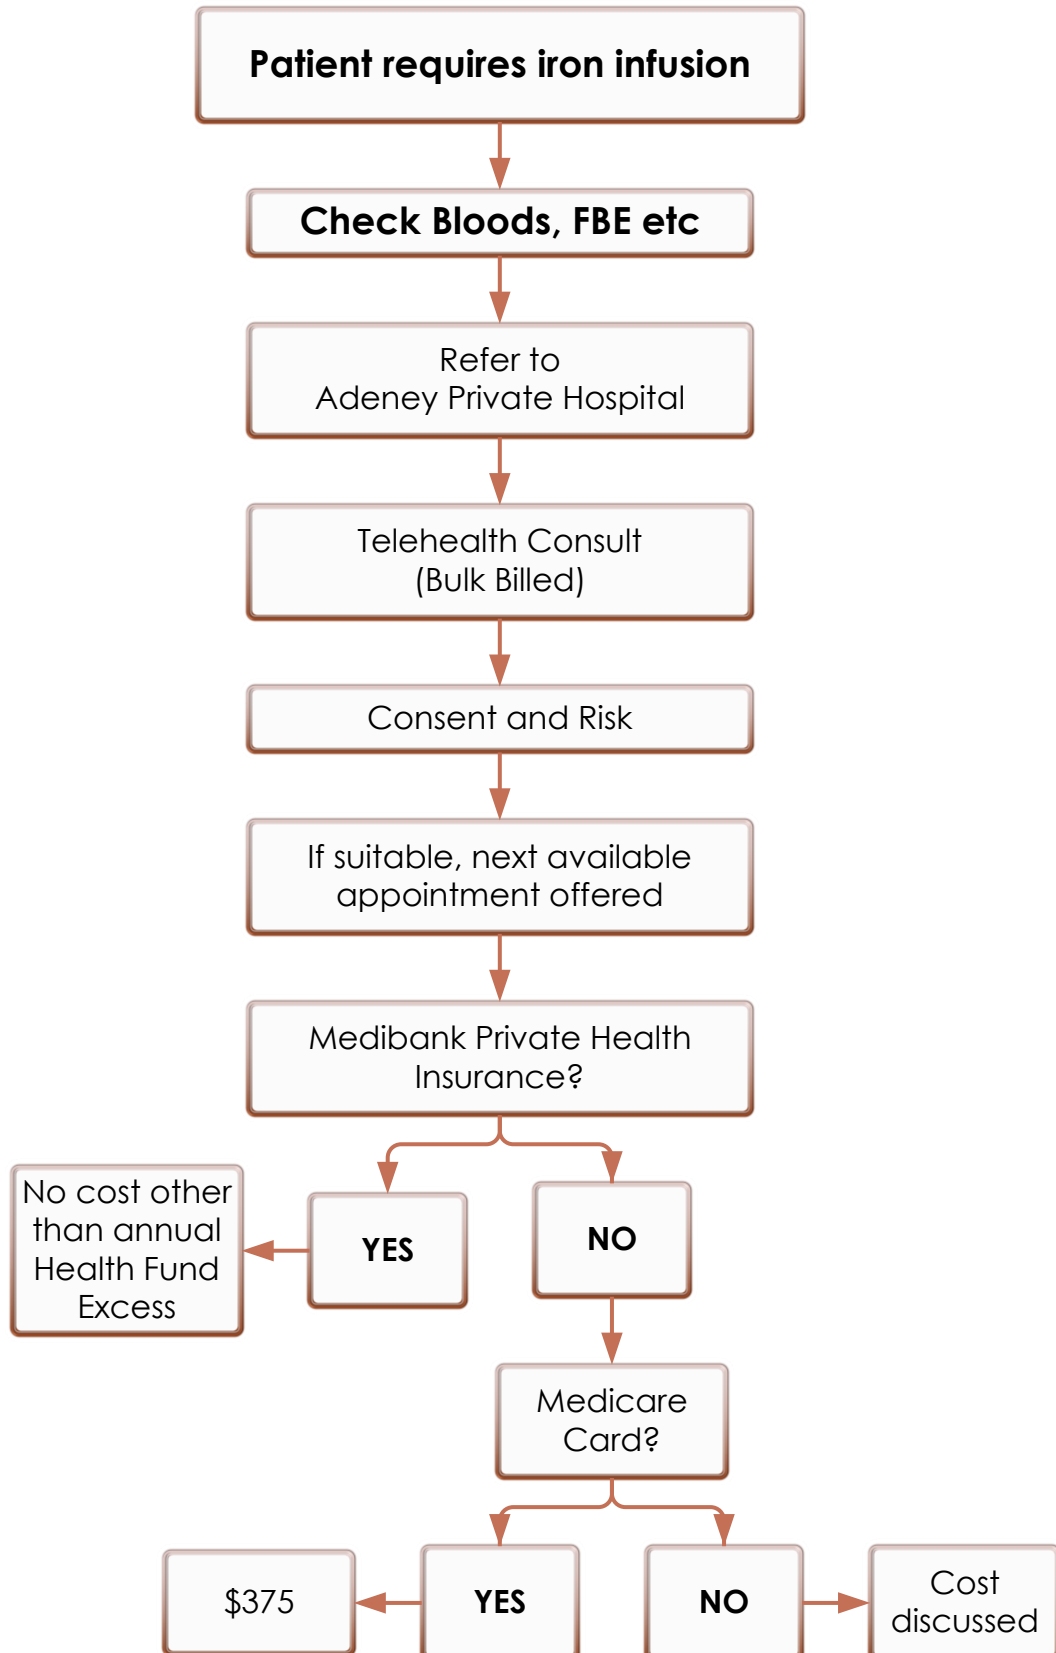 Patient requires iron infusion
Check Bloods, FBE etc
Refer to
Adeney Private Hospital
Telehealth Consult
(Bulk Billed)
Consent and Risk
If suitable, next available
appointment offered
Medibank Private Health
Insurance?
No cost other
than annual
Health Fund
Excess
YES
NO
Medicare
Card?
$375
YES
NO
Cost
discussed